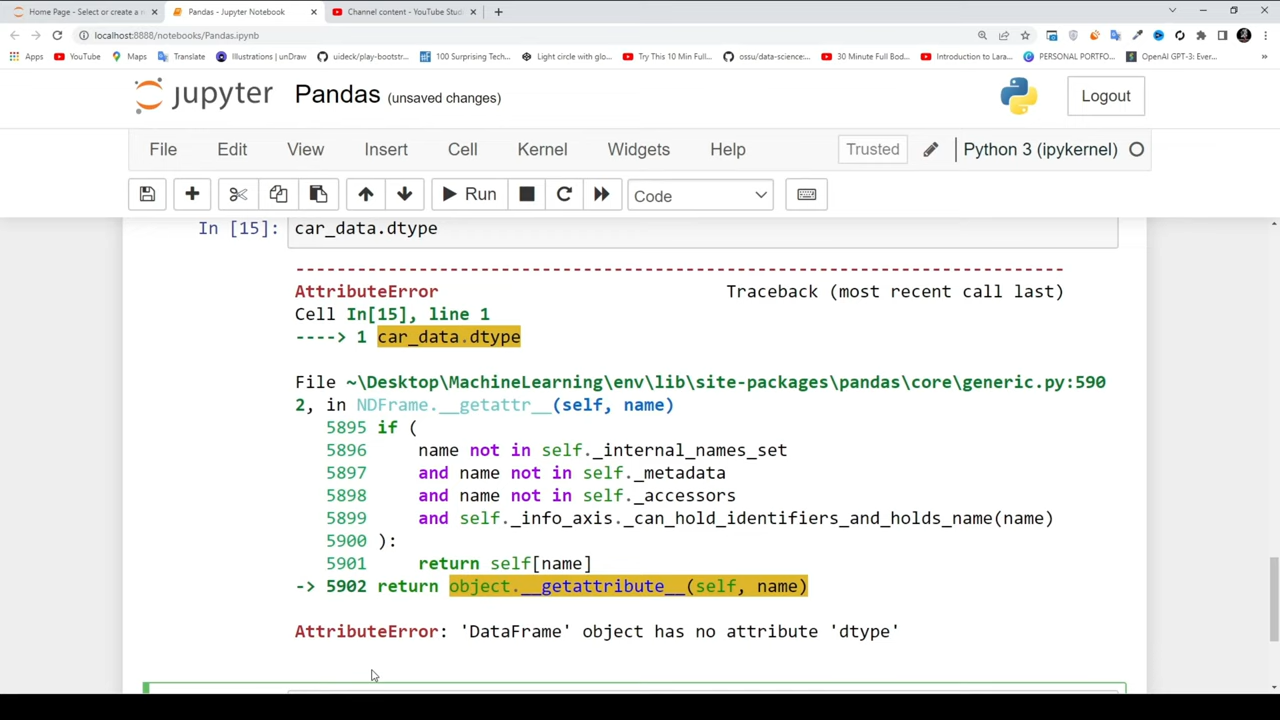 Home Page - Select or create a n
Pandas - Jupyter Notebook
Channel content - YouTube Stud
localhost:8888/notebooks/Pandas.ipynb
Apps YouTube Maps Translate Illustrations | unDraw uideck/play-bootstr... 100 Surprising Tech... Light circle with glo... Try This 10 Min Full... ossu/data-science:... 30 Minute Full Bod... Introduction to Lara... PERSONAL PORTFO... OpenAI GPT-3: Ever... »
jupyter Pandas (unsaved changes) Logout
File Edit View Insert Cell Kernel Widgets Help Trusted Python 3 (ipykernel)
Run Code
In [15]: car_data.dtype
---------------------------------------------------------------------------
AttributeError Traceback (most recent call last)
Cell In[15], line 1
----> 1 car_data.dtype
File ~\Desktop\MachineLearning\env\lib\site-packages\pandas\core\generic.py:590
2, in NDFrame.__getattr__(self, name)
5895 if (
5896 name not in self._internal_names_set
5897 and name not in self._metadata
5898 and name not in self._accessors
5899 and self._info_axis._can_hold_identifiers_and_holds_name(name)
5900 ):
5901 return self[name]
-> 5902 return object.__getattribute__(self, name)
AttributeError: 'DataFrame' object has no attribute 'dtype'